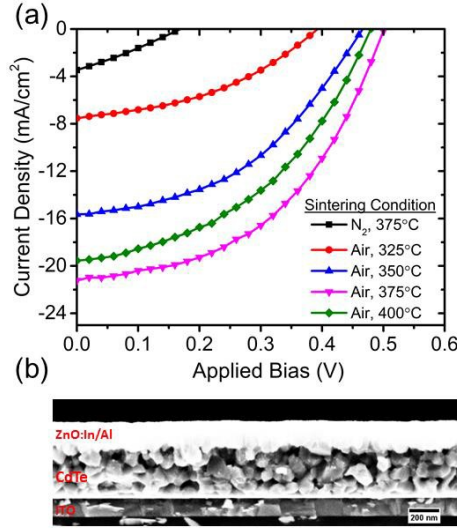 (a)
0
-4
-8
-12
-16
-20
-24
Current Density (mA/cm²)
Sintering Condition
N₂, 375°C
Air, 325°C
Air, 350°C
Air, 375°C
Air, 400°C
0.0 0.1 0.2 0.3 0.4 0.5 0.6
Applied Bias (V)
(b)
ZnO:In/Al
CdTe
ITO
200 nm